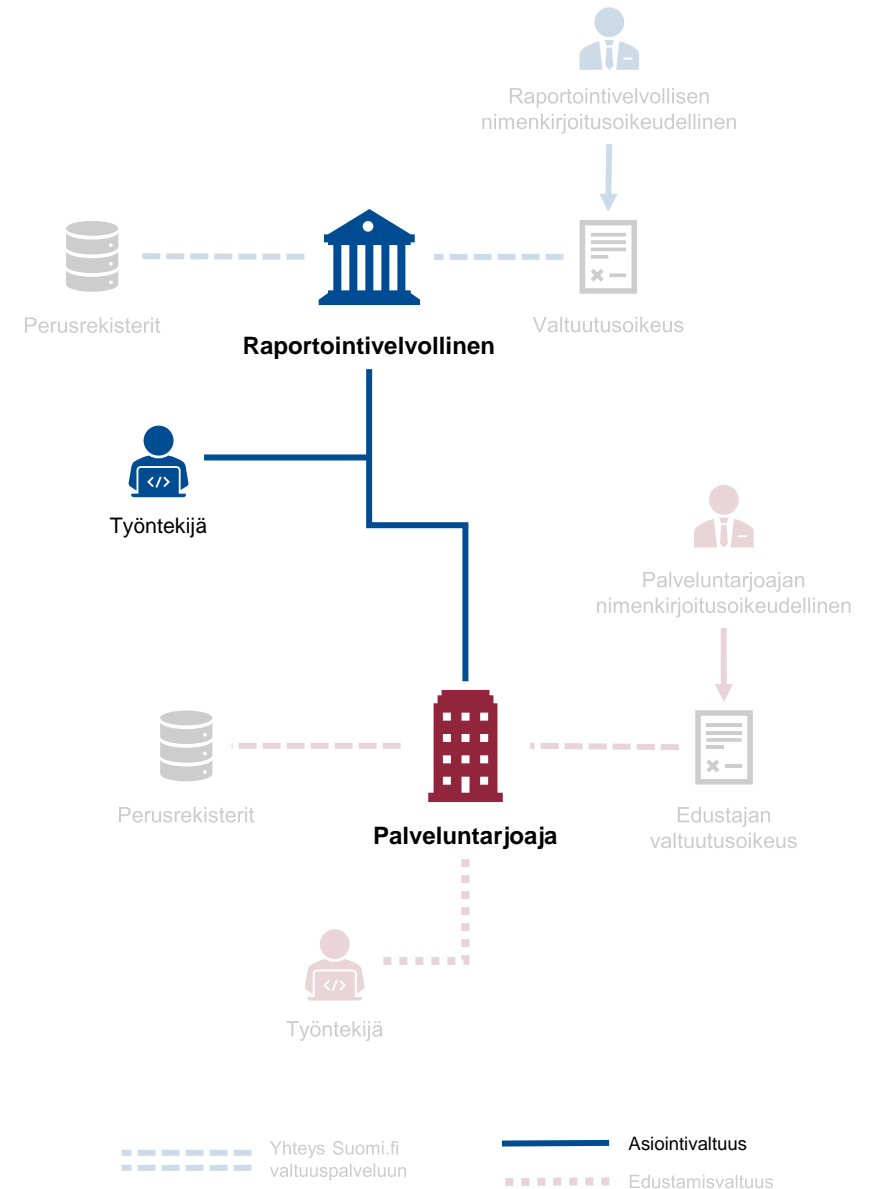 Raportointivelvollisen
nimenkirjoitusoikeudellinen
Perusrekisterit
Raportointivelvollinen
Valtuutusoikeus
Työntekijä
Palveluntarjoajan
nimenkirjoitusoikeudellinen
Perusrekisterit
Palveluntarjoaja
Edustajan
valtuutusoikeus
Työntekijä
Yhteys Suomi.fi
valtuuspalveluun
Asiointivaltuus
Edustamisvaltuus